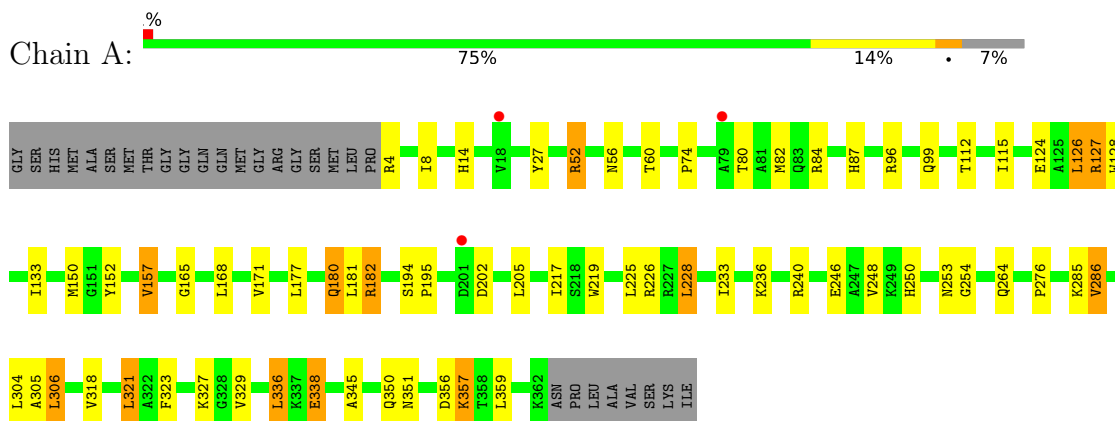 %
Chain A:
75% 14% • 7%
GLY SER HIS MET ALA SER MET THR GLY GLY GLN GLN MET GLY ARG GLY SER MET LEU PRO R4 I8 H14 V18 Y27 R52 N56 T60 P74 A79 T80 A81 M82 Q83 R84 H87 R96 Q99 T112 I115 E124 A125 L126 R127 W128
I133 M150 G151 Y152 V157 G165 L168 V171 L177 Q180 L181 R182 S194 P195 D201 D202 L205 I217 S218 W219 L225 R226 R227 L228 I233 K236 R240 E246 A247 V248 K249 H250 N253 G254 Q264 P276 K285 V286
L304 A305 L306 V318 L321 A322 F323 K327 G328 V329 L336 K337 E338 A345 Q350 N351 D356 K357 T358 L359 K362 ASN PRO LEU ALA VAL SER LYS ILE